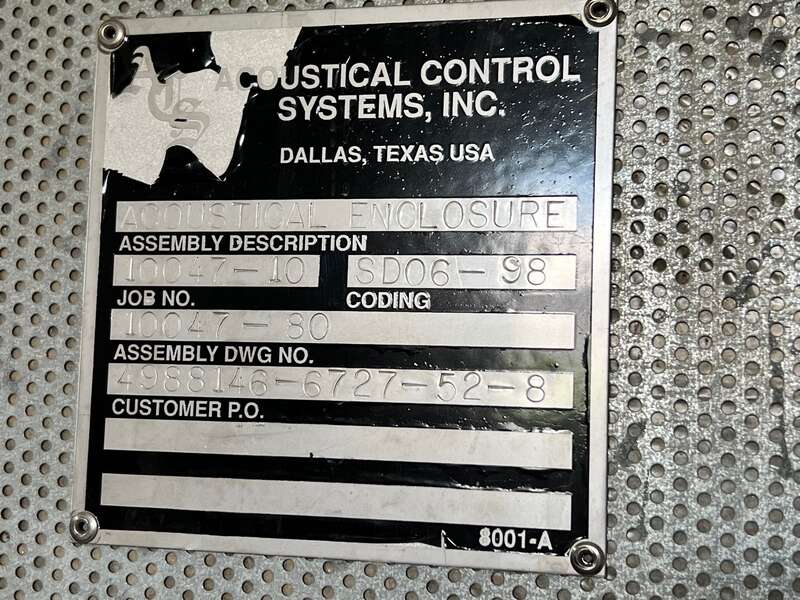 ACS
ACOUSTICAL CONTROL
SYSTEMS, INC.
DALLAS, TEXAS USA
ACOUSTICAL ENCLOSURE
ASSEMBLY DESCRIPTION
10047-10 SD06-98
JOB NO. CODING
10047-80
ASSEMBLY DWG NO.
4988146-6727-52-8
CUSTOMER P.O.
8001-A